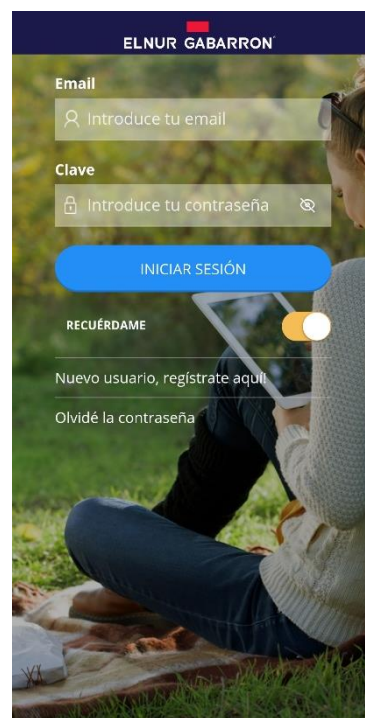 ELNUR GABARRON
Email
Introduce tu email
Clave
Introduce tu contraseña
INICIAR SESIÓN
RECUÉRDAME
Nuevo usuario, regístrate aquí!
Olvidé la contraseña